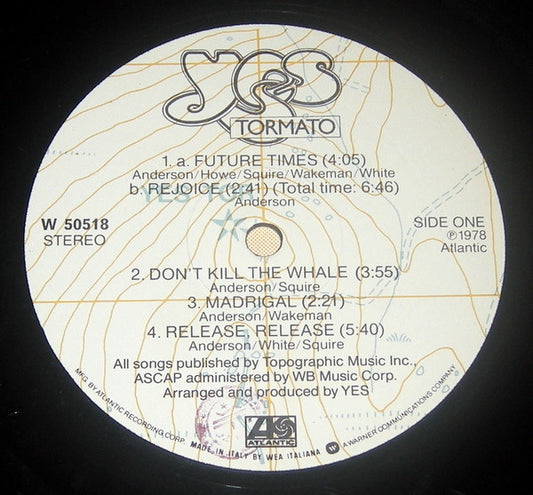 YES
TORMATO
1. a. FUTURE TIMES (4:05)
Anderson/Howe/Squire/Wakeman/White
b. REJOICE (2:41) (Total time: 6:46)
Anderson
YES TOR
W 50518
STEREO
SIDE ONE
℗ 1978
Atlantic
2. DON'T KILL THE WHALE (3:55)
Anderson/Squire
3. MADRIGAL (2:21)
Anderson/Wakeman
4. RELEASE, RELEASE (5:40)
Anderson/White/Squire
All songs published by Topographic Music Inc.,
ASCAP administered by WB Music Corp.
Arranged and produced by YES
ATLANTIC
MFG. BY ATLANTIC RECORDING CORP. MADE IN ITALY BY WEA ITALIANA A WARNER COMMUNICATIONS COMPANY.